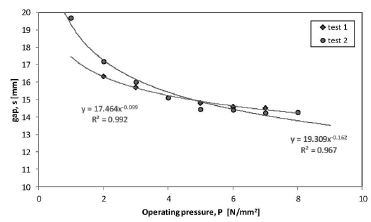 20
19
18
17
16
15
14
13
12
11
10
gap, s [mm]
test 1
test 2
y = 17.464x^-0.099
R² = 0.992
y = 19.309x^-0.162
R² = 0.967
0 2 4 6 8 10
Operating pressure, P [N/mm²]